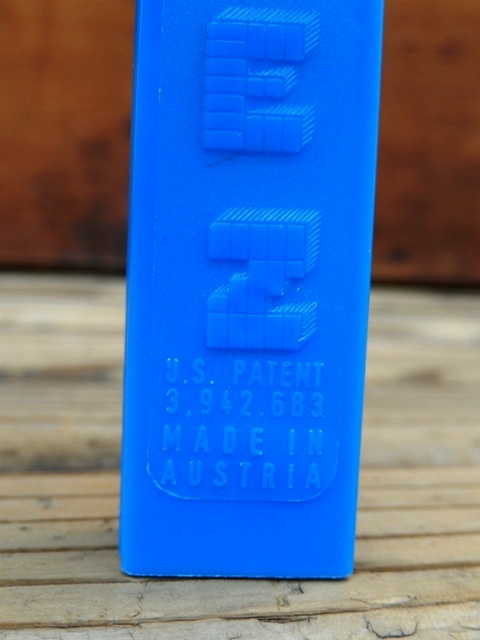 E
Z
U.S. PATENT
3,942.683
MADE IN
AUSTRiA